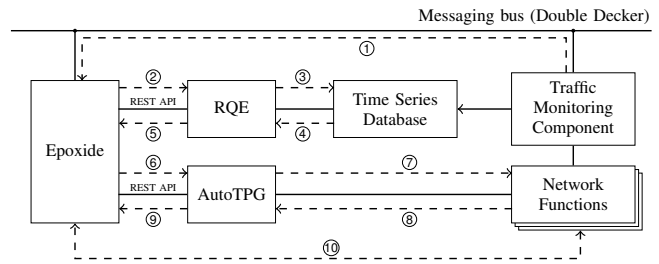 Messaging bus (Double Decker)
①
② ③
Traffic
Monitoring
Component
REST API
RQE
Time Series
Database
⑤ ④
Epoxide
⑥ ⑦
REST API
AutoTPG
Network
Functions
⑨ ⑧
⑩